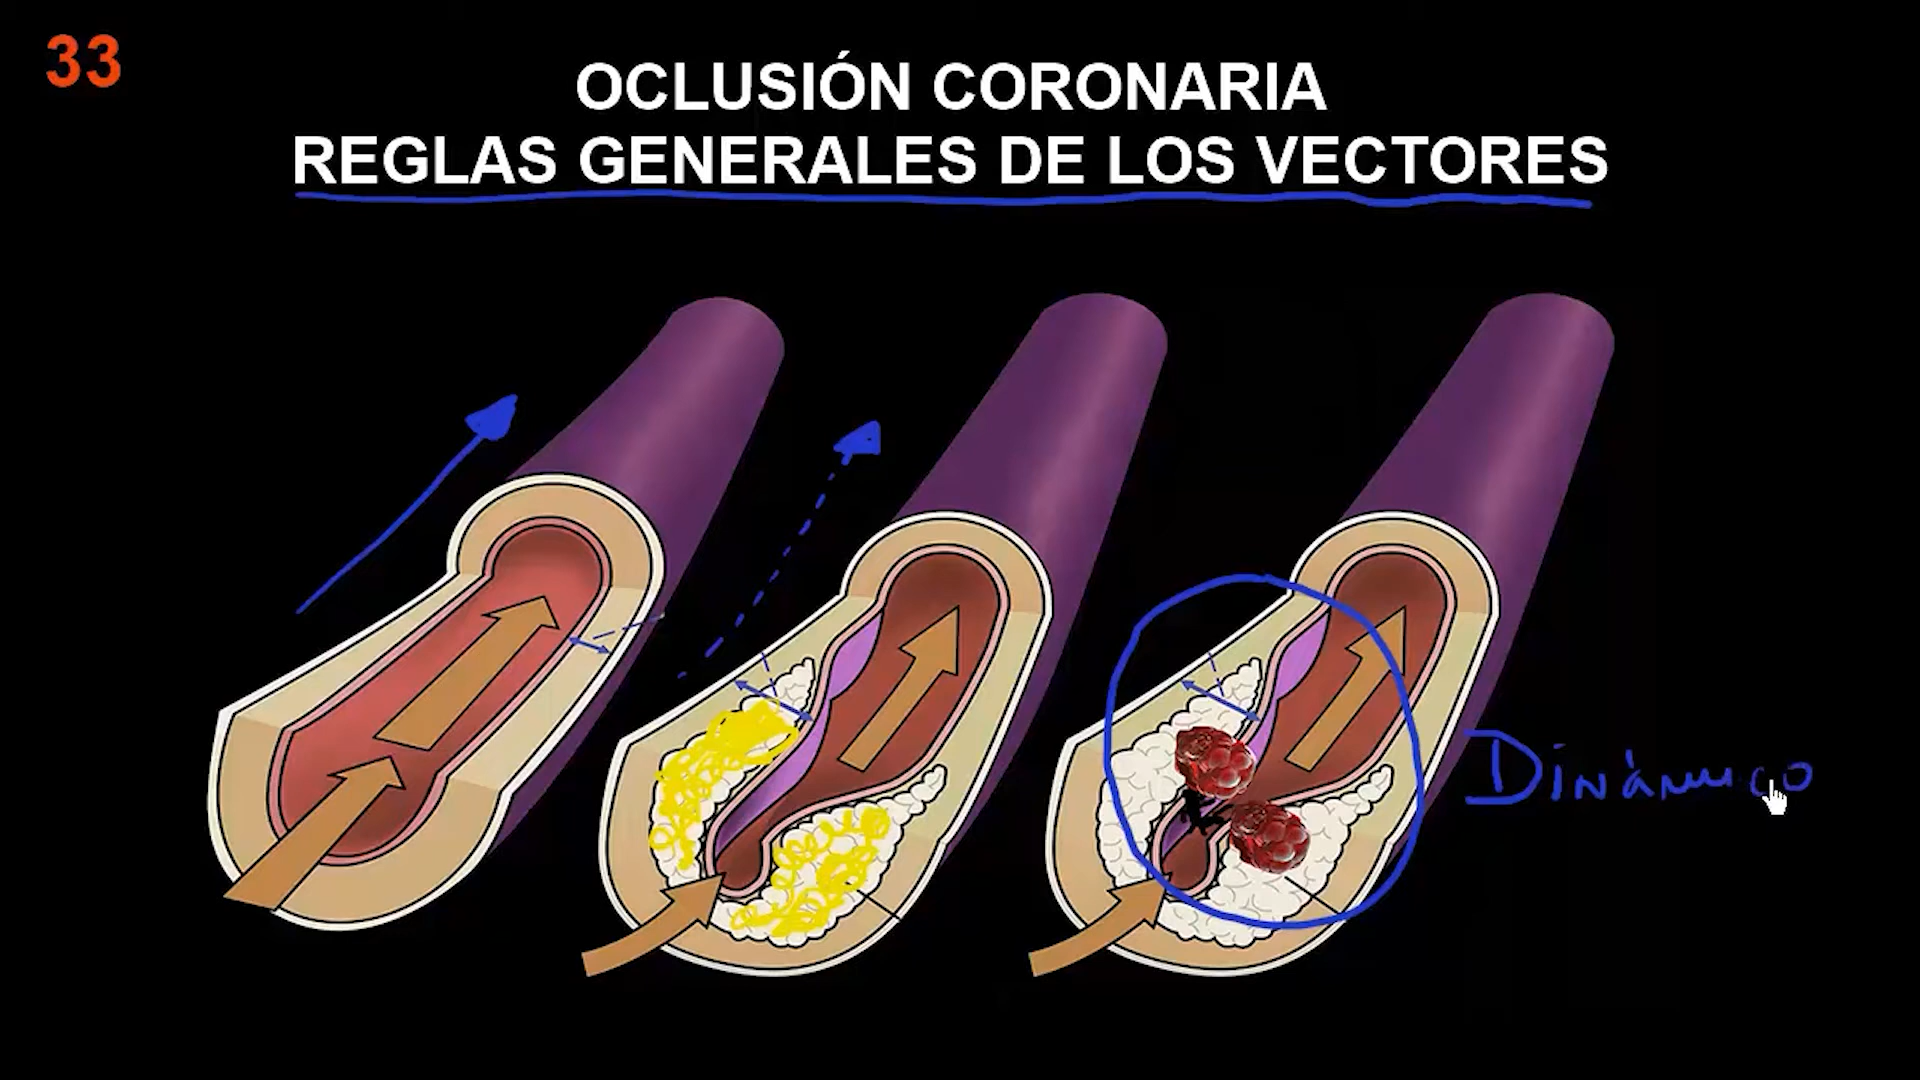 33
OCLUSIÓN CORONARIA
REGLAS GENERALES DE LOS VECTORES
Dinámico